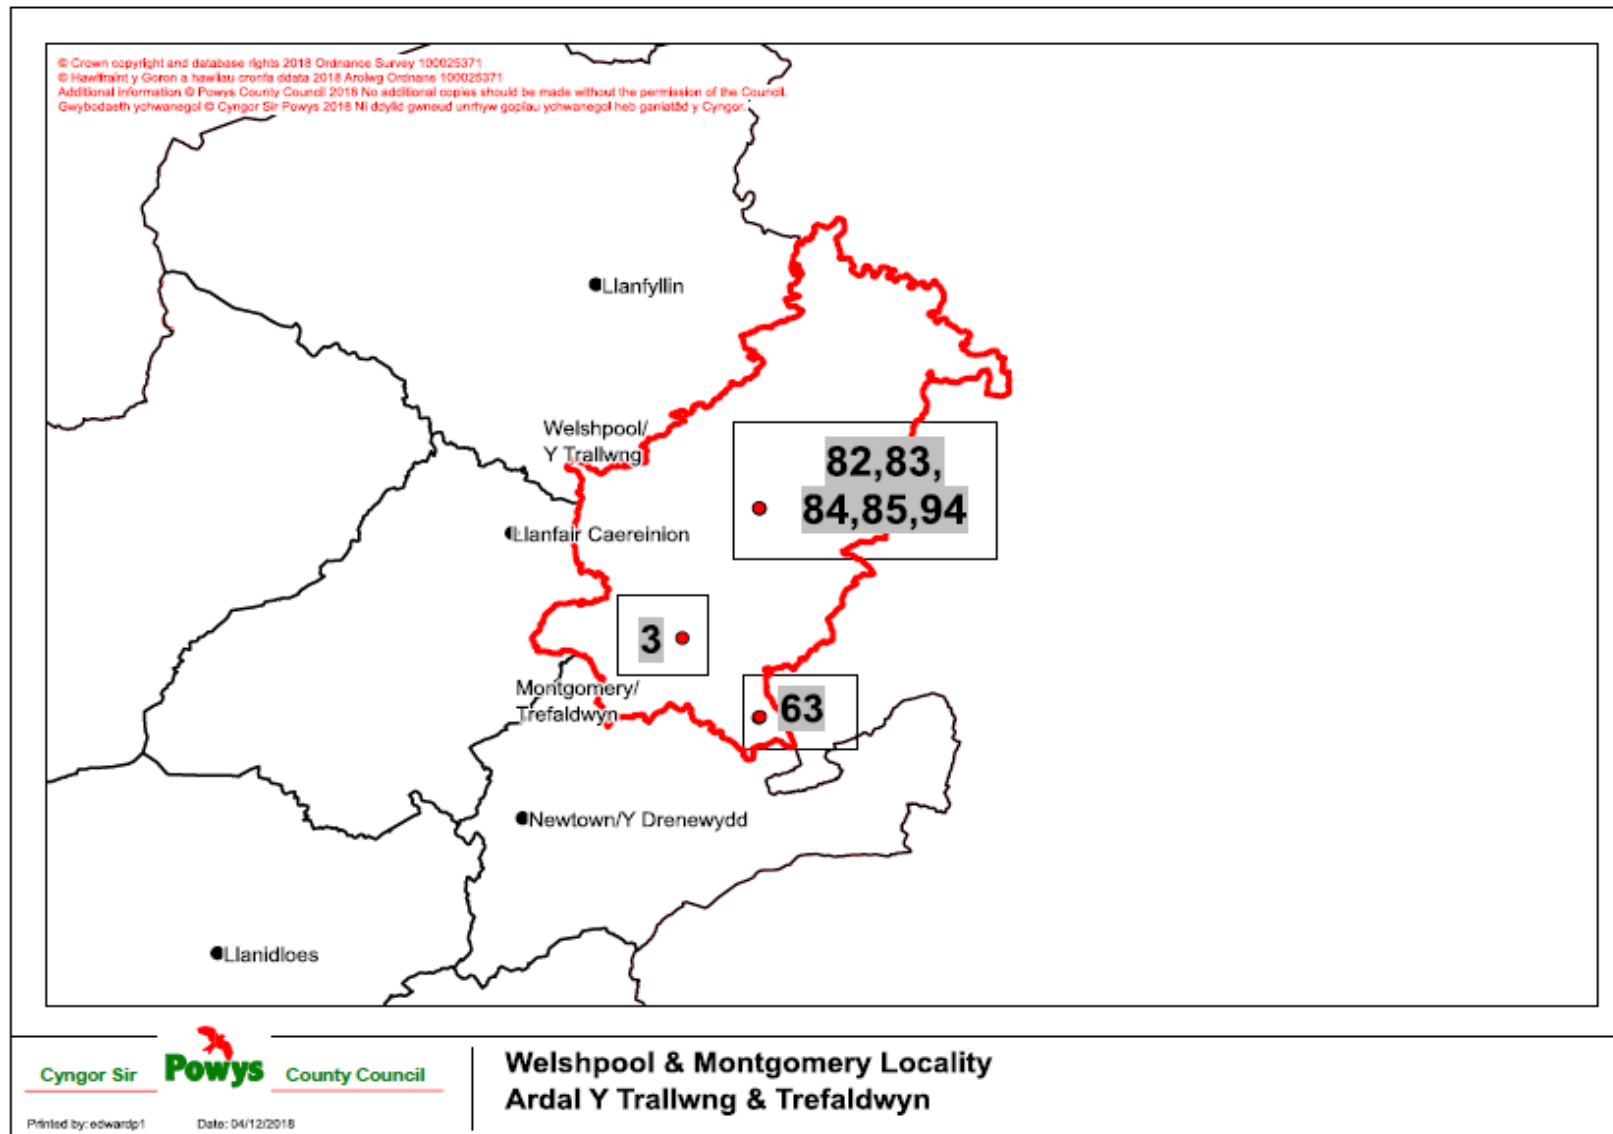 © Crown copyright and database rights 2018 Ordnance Survey 100025371
© Hawlfraint y Goron a hawliau cronfa ddata 2018 Arolwg Ordnans 100025371
Additional Information © Powys County Council 2018 No additional copies should be made without the permission of the Council.
Gwybodaeth ychwanegol © Cyngor Sir Powys 2018 Ni ddylid gwneud unrhyw gopïau ychwanegol heb ganiatâd y Cyngor.
Llanfyllin
Welshpool/
Y Trallwng
82,83,
84,85,94
Llanfair Caereinion
3
Montgomery/
Trefaldwyn
63
Newtown/Y Drenewydd
Llanidloes
Cyngor Sir Powys County Council
Printed by: edwardp1 Date: 04/12/2018
Welshpool & Montgomery Locality
Ardal Y Trallwng & Trefaldwyn